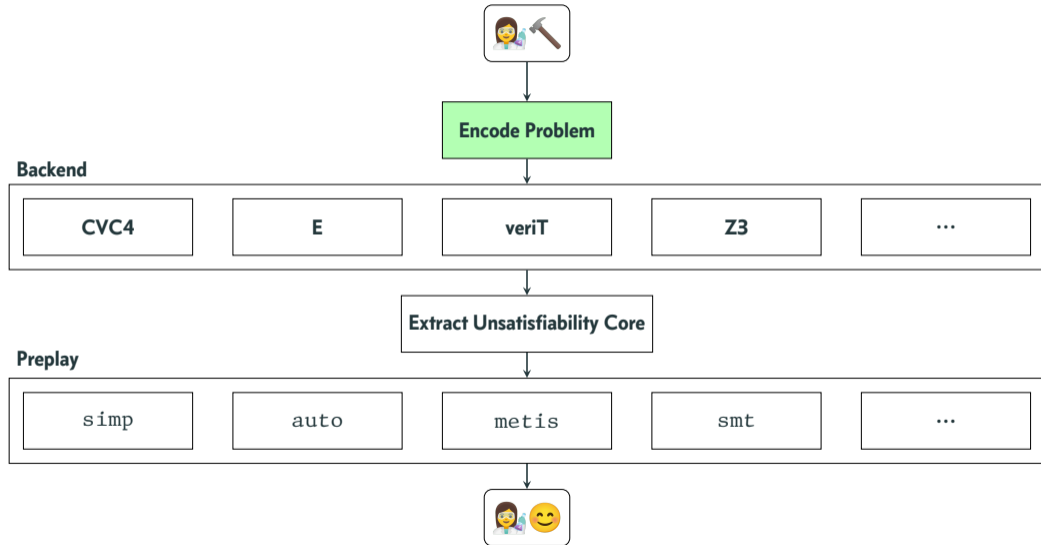 Encode Problem
Backend
CVC4 E veriT Z3 ...
Extract Unsatisfiability Core
Preplay
simp auto metis smt ...